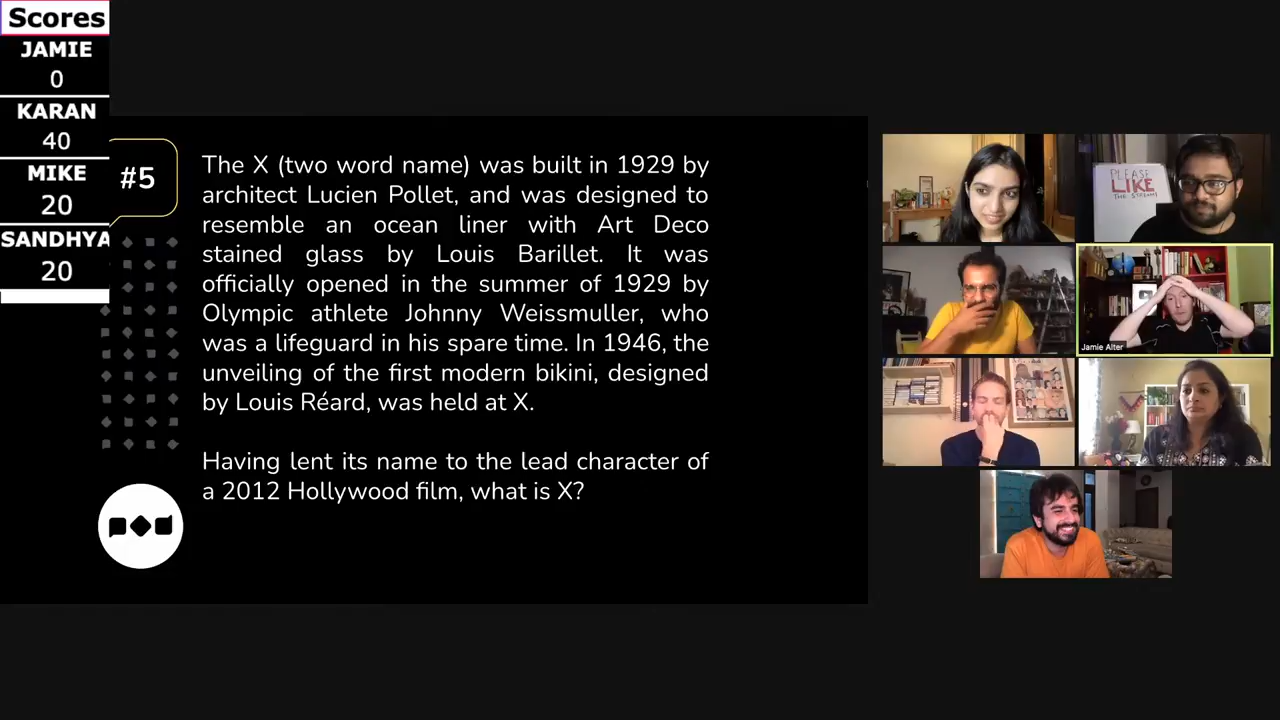 Scores
JAMIE
0
KARAN
40
MIKE
20
SANDHYA
20
#5
The X (two word name) was built in 1929 by
architect Lucien Pollet, and was designed to
resemble an ocean liner with Art Deco
stained glass by Louis Barillet. It was
officially opened in the summer of 1929 by
Olympic athlete Johnny Weissmuller, who
was a lifeguard in his spare time. In 1946, the
unveiling of the first modern bikini, designed
by Louis Réard, was held at X.
Having lent its name to the lead character of
a 2012 Hollywood film, what is X?
PLEASE
LIKE
THE STREAM
Jamie Alter